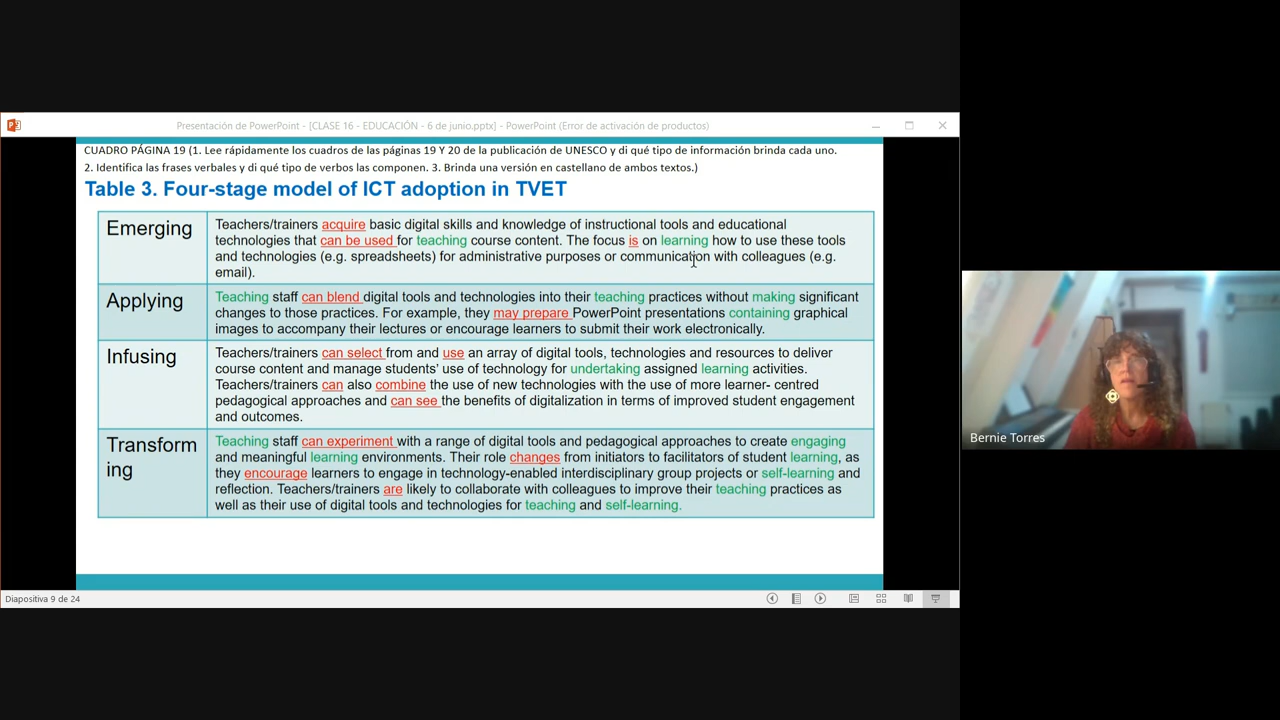 Presentación de PowerPoint - [CLASE 16 - EDUCACIÓN - 6 de junio.pptx] - PowerPoint (Error de activación de productos)
CUADRO PÁGINA 19 (1. Lee rápidamente los cuadros de las páginas 19 Y 20 de la publicación de UNESCO y di qué tipo de información brinda cada uno.
2. Identifica las frases verbales y di qué tipo de verbos las componen. 3. Brinda una versión en castellano de ambos textos.)
Table 3. Four-stage model of ICT adoption in TVET
Emerging
Teachers/trainers acquire basic digital skills and knowledge of instructional tools and educational
technologies that can be used for teaching course content. The focus is on learning how to use these tools
and technologies (e.g. spreadsheets) for administrative purposes or communication with colleagues (e.g.
email).
Applying
Teaching staff can blend digital tools and technologies into their teaching practices without making significant
changes to those practices. For example, they may prepare PowerPoint presentations containing graphical
images to accompany their lectures or encourage learners to submit their work electronically.
Infusing
Teachers/trainers can select from and use an array of digital tools, technologies and resources to deliver
course content and manage students' use of technology for undertaking assigned learning activities.
Teachers/trainers can also combine the use of new technologies with the use of more learner- centred
pedagogical approaches and can see the benefits of digitalization in terms of improved student engagement
and outcomes.
Transform
ing
Teaching staff can experiment with a range of digital tools and pedagogical approaches to create engaging
and meaningful learning environments. Their role changes from initiators to facilitators of student learning, as
they encourage learners to engage in technology-enabled interdisciplinary group projects or self-learning and
reflection. Teachers/trainers are likely to collaborate with colleagues to improve their teaching practices as
well as their use of digital tools and technologies for teaching and self-learning.
Bernie Torres
Diapositiva 9 de 24